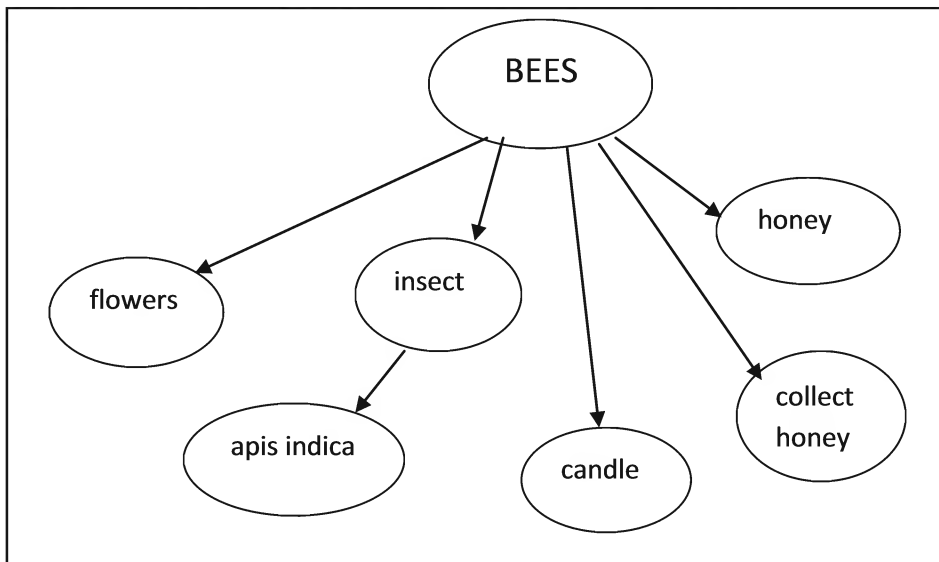 BEES
honey
flowers
insect
collect
honey
apis indica
candle